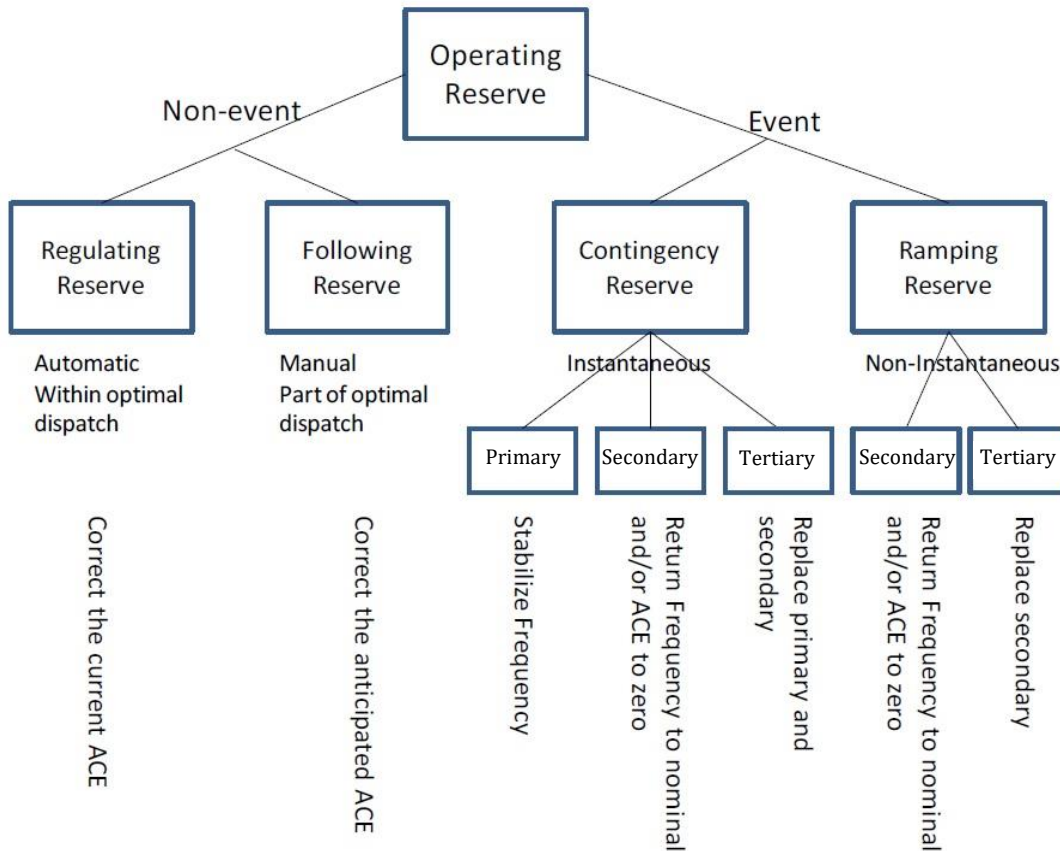 Operating
Reserve
Non-event
Event
Regulating
Reserve
Following
Reserve
Contingency
Reserve
Ramping
Reserve
Automatic
Within optimal
dispatch
Manual
Part of optimal
dispatch
Instantaneous
Non-Instantaneous
Primary
Secondary
Tertiary
Secondary
Tertiary
Correct the current ACE
Correct the anticipated ACE
Stabilize Frequency
Return Frequency to nominal
and/or ACE to zero
Replace primary and
secondary
Return Frequency to nominal
and/or ACE to zero
Replace secondary